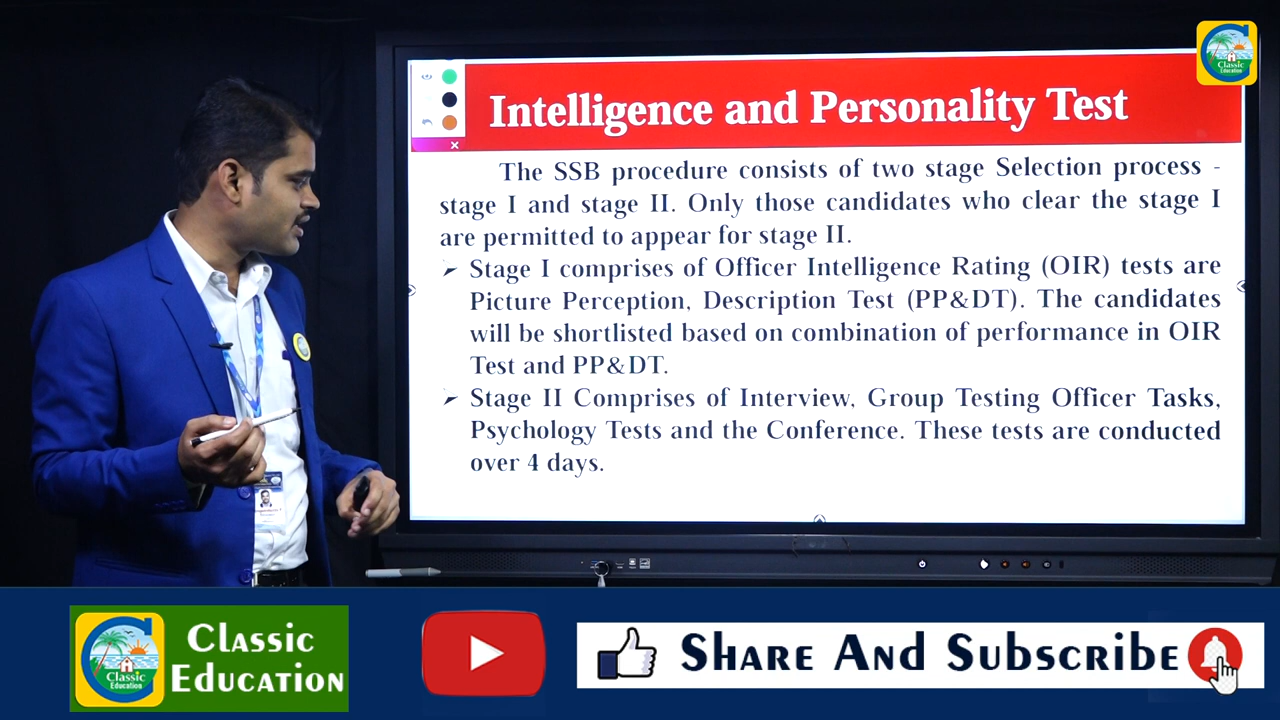 Classic
Education
Intelligence and Personality Test
The SSB procedure consists of two stage Selection process -
stage I and stage II. Only those candidates who clear the stage I
are permitted to appear for stage II.
➢ Stage I comprises of Officer Intelligence Rating (OIR) tests are
Picture Perception, Description Test (PP&DT). The candidates
will be shortlisted based on combination of performance in OIR
Test and PP&DT.
➢ Stage II Comprises of Interview, Group Testing Officer Tasks,
Psychology Tests and the Conference. These tests are conducted
over 4 days.
Classic
Education
Classic
Education
Share And Subscribe